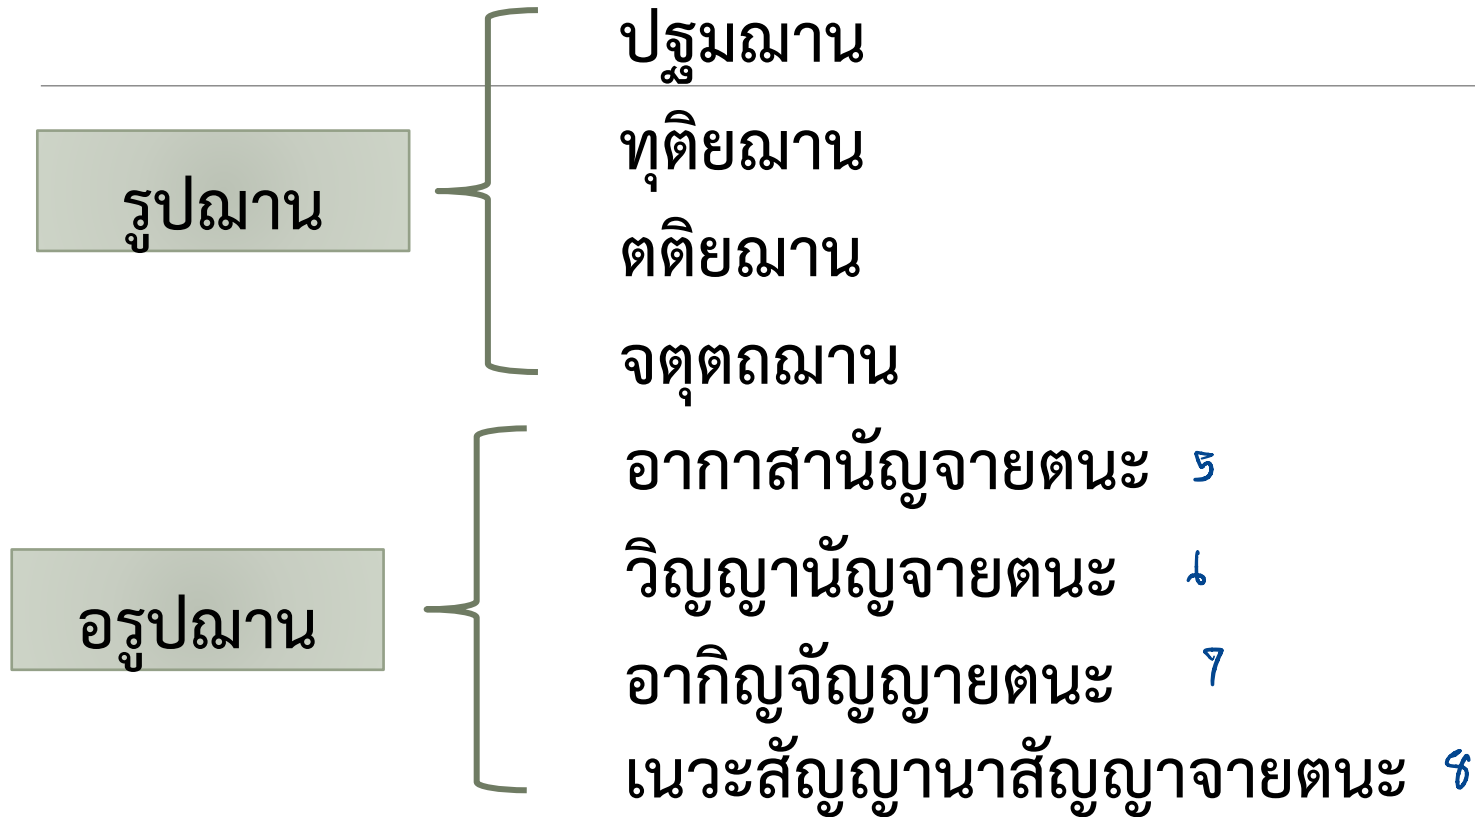 ปฐมฌาน
ทุติยฌาน
รูปฌาน
ตติยฌาน
จตุตถฌาน
อากาสานัญจายตนะ 5
วิญญานัญจายตนะ 6
อรูปฌาน
อากิญจัญญายตนะ 7
เนวะสัญญานาสัญญาจายตนะ 8